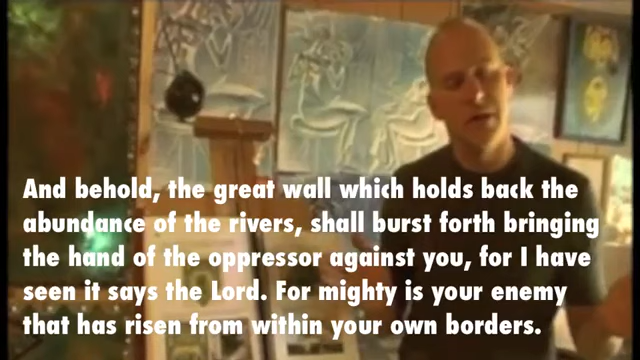 And behold, the great wall which holds back the
abundance of the rivers, shall burst forth bringing
the hand of the oppressor against you, for I have
seen it says the Lord. For mighty is your enemy
that has risen from within your own borders.